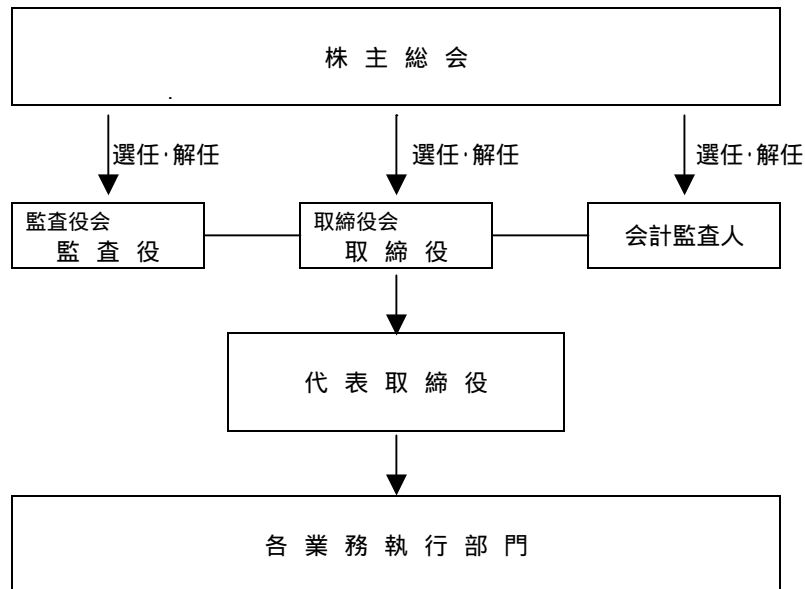 株主総会
選任・解任
選任・解任
選任・解任
監査役会
監査役
取締役会
取締役
会計監査人
代表取締役
各業務執行部門